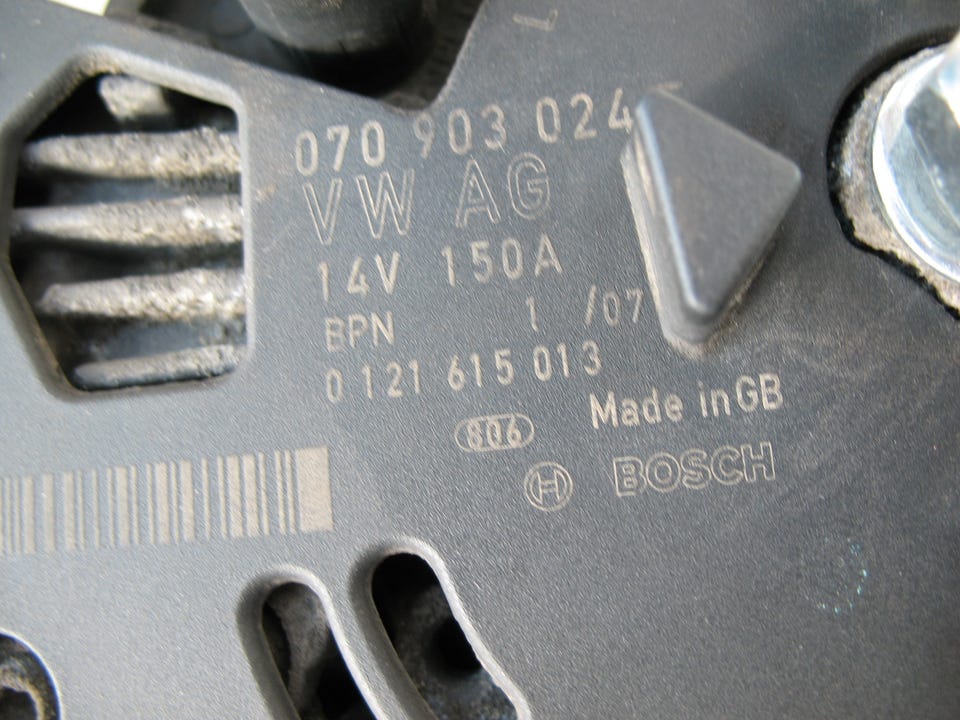 070 903 024
VW AG
14V 150A
BPN 1 /07
0 121 615 013
Made in GB
806
BOSCH